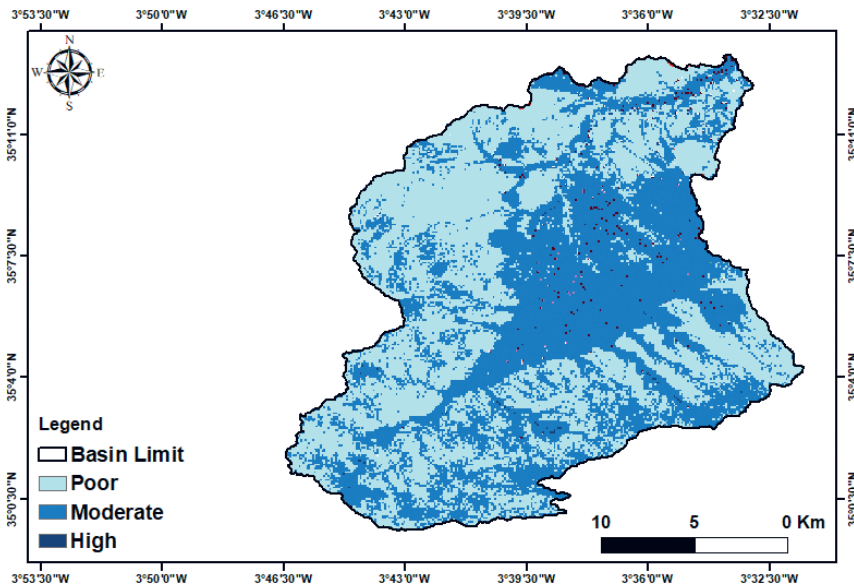 3°53'30"W 3°50'0"W 3°46'30"W 3°43'0"W 3°39'30"W 3°36'0"W 3°32'30"W
N
W E
S
35°11'0"N 35°11'0"N
35°7'30"N 35°7'30"N
35°4'0"N 35°4'0"N
35°0'30"N 35°0'30"N
Legend
Basin Limit
Poor
Moderate
High
10 5 0 Km
3°53'30"W 3°50'0"W 3°46'30"W 3°43'0"W 3°39'30"W 3°36'0"W 3°32'30"W